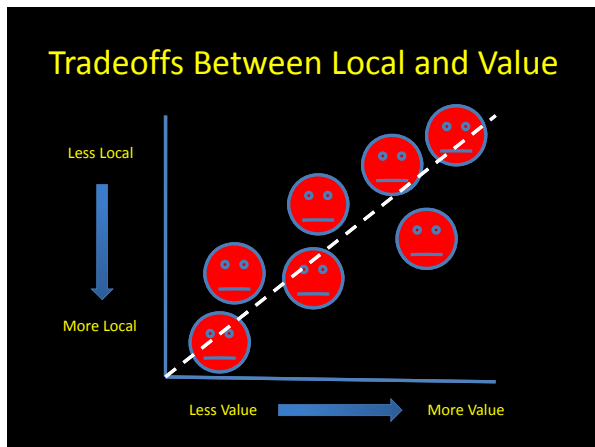 Tradeoffs Between Local and Value
Less Local
More Local
Less Value
More Value